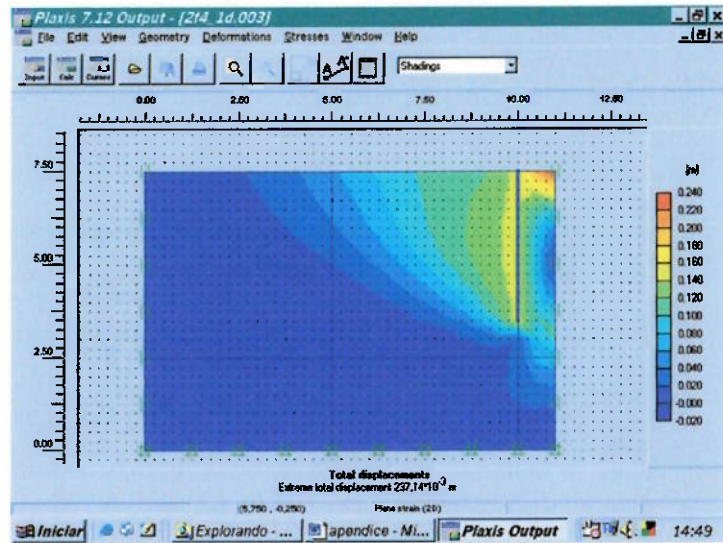 Plaxis 7.12 Output - [2f4_1d.003]
File Edit View Geometry Deformations Stresses Window Help
Input Calc Curves Shadings
0.00 2.50 5.00 7.50 10.00 12.50
7.50
5.00
2.50
0.00
[m]
0.240
0.220
0.200
0.180
0.160
0.140
0.120
0.100
0.080
0.060
0.040
0.020
-0.000
-0.020
Total displacements
Extreme total displacement 237,14*10⁻³ m
(5,750 , -0,250) Plane strain (2D)
Iniciar Explorando - ... apendice - Mi... Plaxis Output 14:49